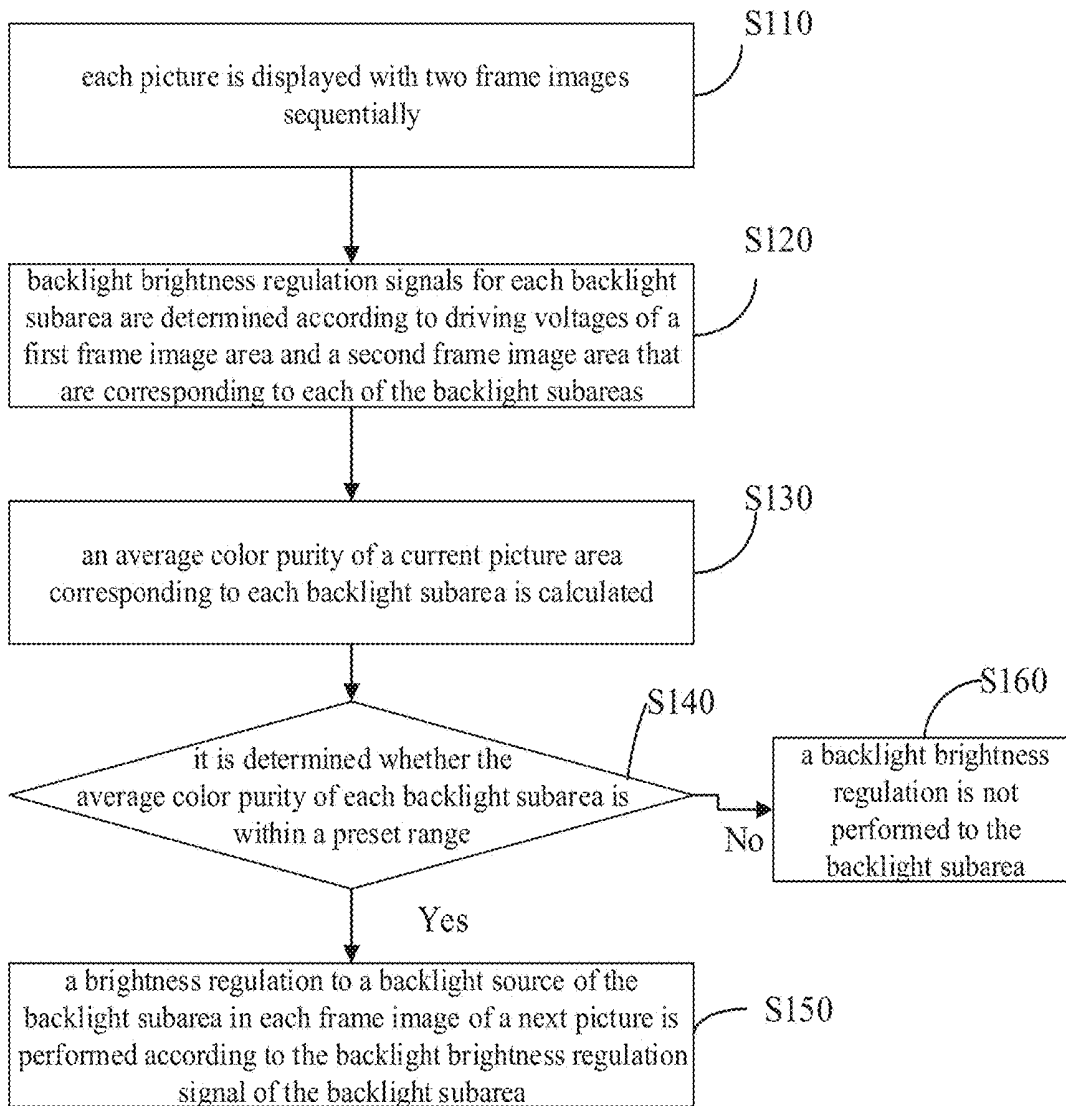 S110
each picture is displayed with two frame images
sequentially
S120
backlight brightness regulation signals for each backlight
subarea are determined according to driving voltages of a
first frame image area and a second frame image area that
are corresponding to each of the backlight subareas
S130
an average color purity of a current picture area
corresponding to each backlight subarea is calculated
S140
it is determined whether the
average color purity of each backlight subarea is
within a preset range
No
S160
a backlight brightness
regulation is not
performed to the
backlight subarea
Yes
a brightness regulation to a backlight source of the
backlight subarea in each frame image of a next picture is
performed according to the backlight brightness regulation
signal of the backlight subarea
S150